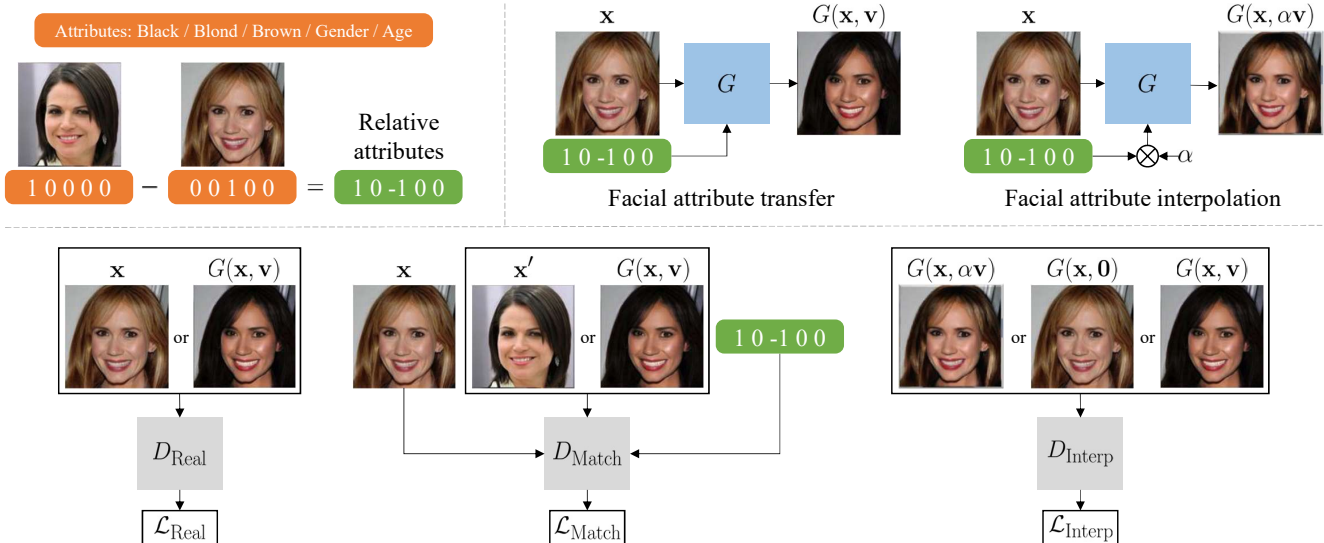 Attributes: Black / Blond / Brown / Gender / Age
1 0 0 0 0 − 0 0 1 0 0 = 1 0 -1 0 0
Relative
attributes
x G(x, v)
G
1 0 -1 0 0
Facial attribute transfer
x G(x, αv)
G
1 0 -1 0 0 ⊗ α
Facial attribute interpolation
x G(x, v)
or
D_Real
ℒ_Real
x x′ G(x, v)
or
1 0 -1 0 0
D_Match
ℒ_Match
G(x, αv) G(x, 0) G(x, v)
or or
D_Interp
ℒ_Interp